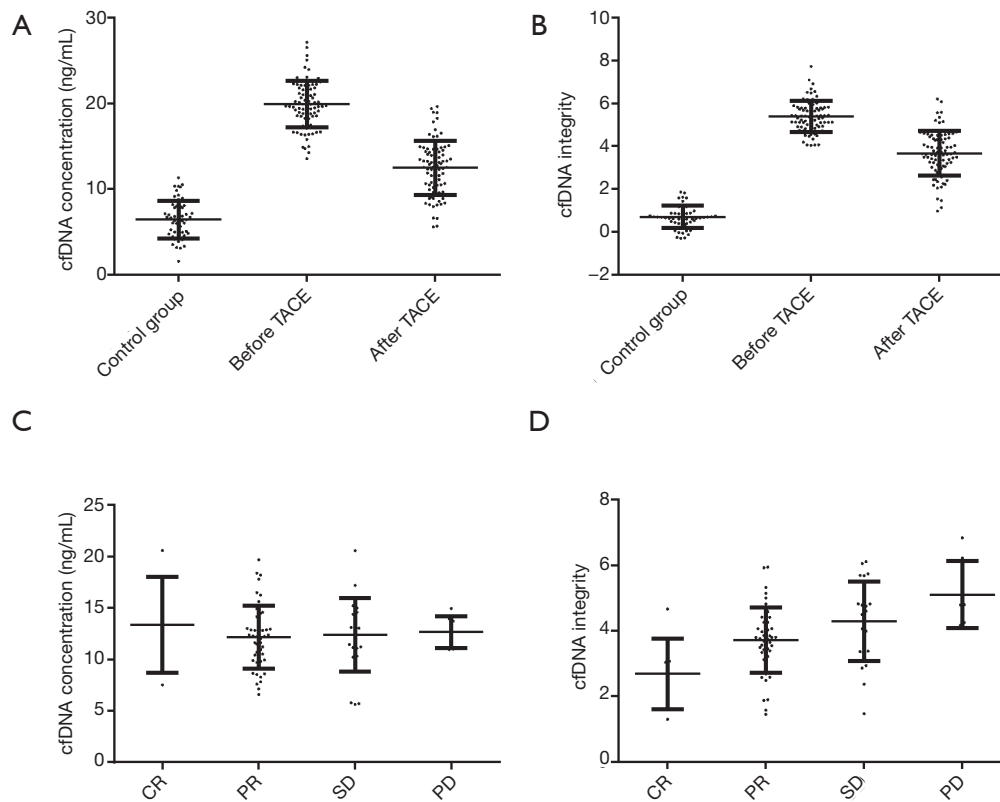 A
cfDNA concentration (ng/mL)
30
20
10
0
Control group
Before TACE
After TACE
B
cfDNA integrity
10
8
6
4
2
0
–2
Control group
Before TACE
After TACE
C
cfDNA concentration (ng/mL)
25
20
15
10
5
0
CR
PR
SD
PD
D
cfDNA integrity
8
6
4
2
0
CR
PR
SD
PD